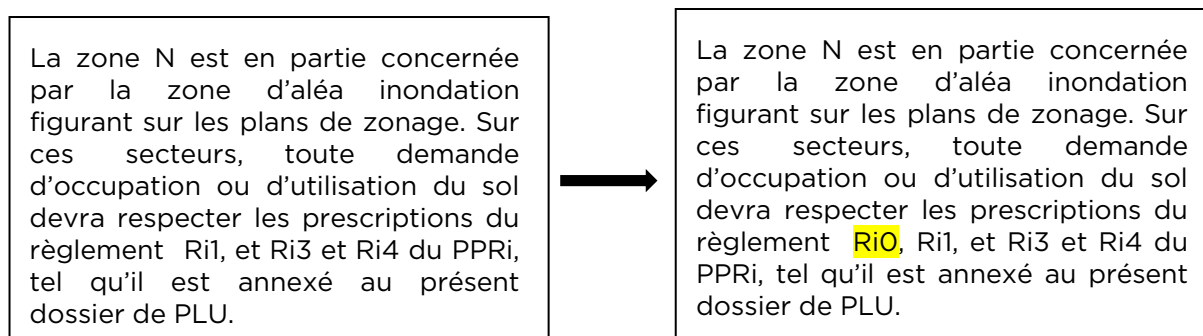 La zone N est en partie concernée
par la zone d'aléa inondation
figurant sur les plans de zonage. Sur
ces secteurs, toute demande
d'occupation ou d'utilisation du sol
devra respecter les prescriptions du
règlement Ri1, et Ri3 et Ri4 du PPRi,
tel qu'il est annexé au présent
dossier de PLU.
La zone N est en partie concernée
par la zone d'aléa inondation
figurant sur les plans de zonage. Sur
ces secteurs, toute demande
d'occupation ou d'utilisation du sol
devra respecter les prescriptions du
règlement Ri0, Ri1, et Ri3 et Ri4 du
PPRi, tel qu'il est annexé au présent
dossier de PLU.